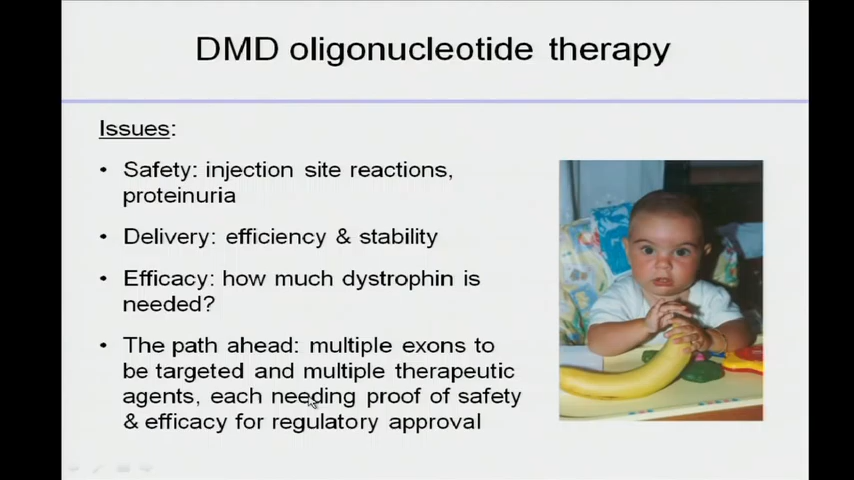 DMD oligonucleotide therapy
Issues:
• Safety: injection site reactions,
proteinuria
• Delivery: efficiency & stability
• Efficacy: how much dystrophin is
needed?
• The path ahead: multiple exons to
be targeted and multiple therapeutic
agents, each needing proof of safety
& efficacy for regulatory approval